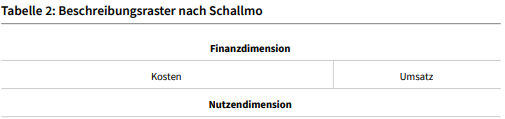 Tabelle 2: Beschreibungsraster nach Schallmo
Finanzdimension
Kosten Umsatz
Nutzendimension